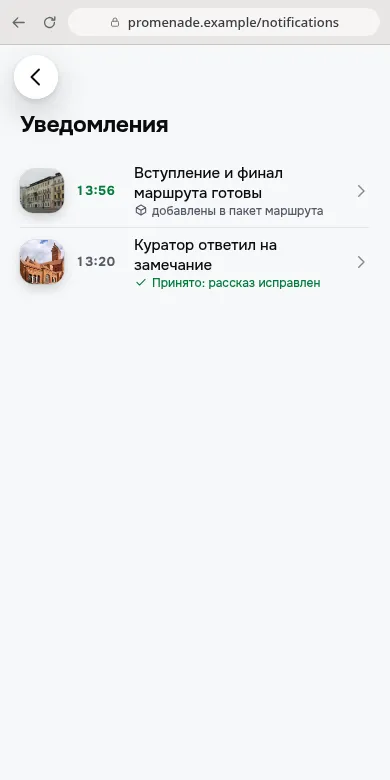 promenade.example/notifications
Уведомления
13:56
Вступление и финал
маршрута готовы
добавлены в пакет маршрута
13:20
Куратор ответил на
замечание
Принято: рассказ исправлен